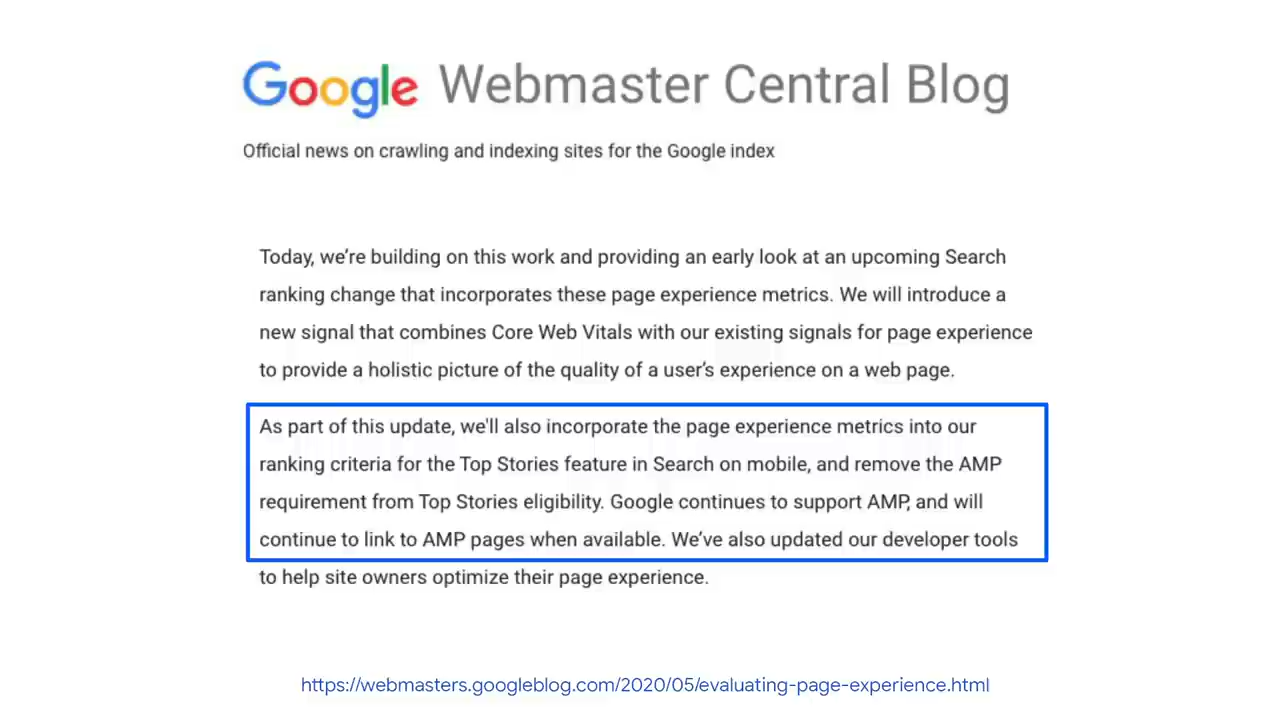 Google Webmaster Central Blog
Official news on crawling and indexing sites for the Google index
Today, we’re building on this work and providing an early look at an upcoming Search
ranking change that incorporates these page experience metrics. We will introduce a
new signal that combines Core Web Vitals with our existing signals for page experience
to provide a holistic picture of the quality of a user’s experience on a web page.
As part of this update, we'll also incorporate the page experience metrics into our
ranking criteria for the Top Stories feature in Search on mobile, and remove the AMP
requirement from Top Stories eligibility. Google continues to support AMP, and will
continue to link to AMP pages when available. We’ve also updated our developer tools
to help site owners optimize their page experience.
https://webmasters.googleblog.com/2020/05/evaluating-page-experience.html